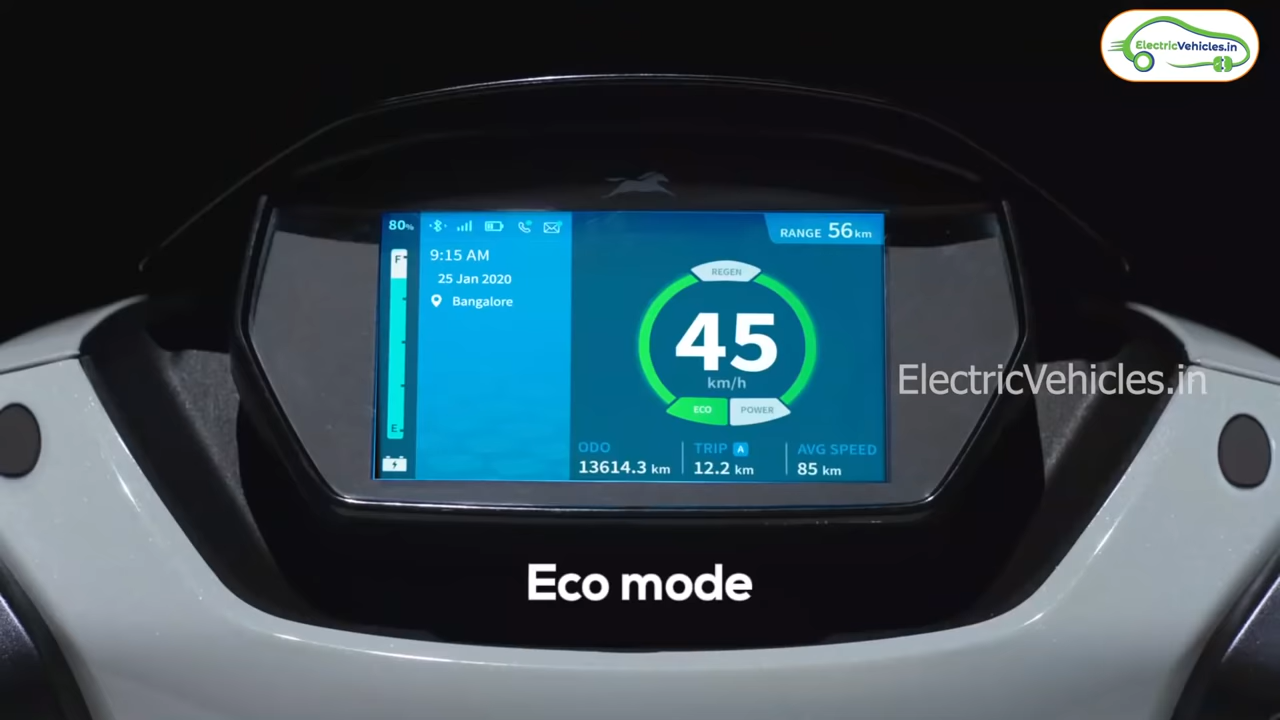 ElectricVehicles.in
80%
RANGE 56 km
9:15 AM
25 Jan 2020
Bangalore
F
E
REGEN
45
km/h
ECO POWER
ODO TRIP A AVG SPEED
13614.3 km 12.2 km 85 km
ElectricVehicles.in
Eco mode